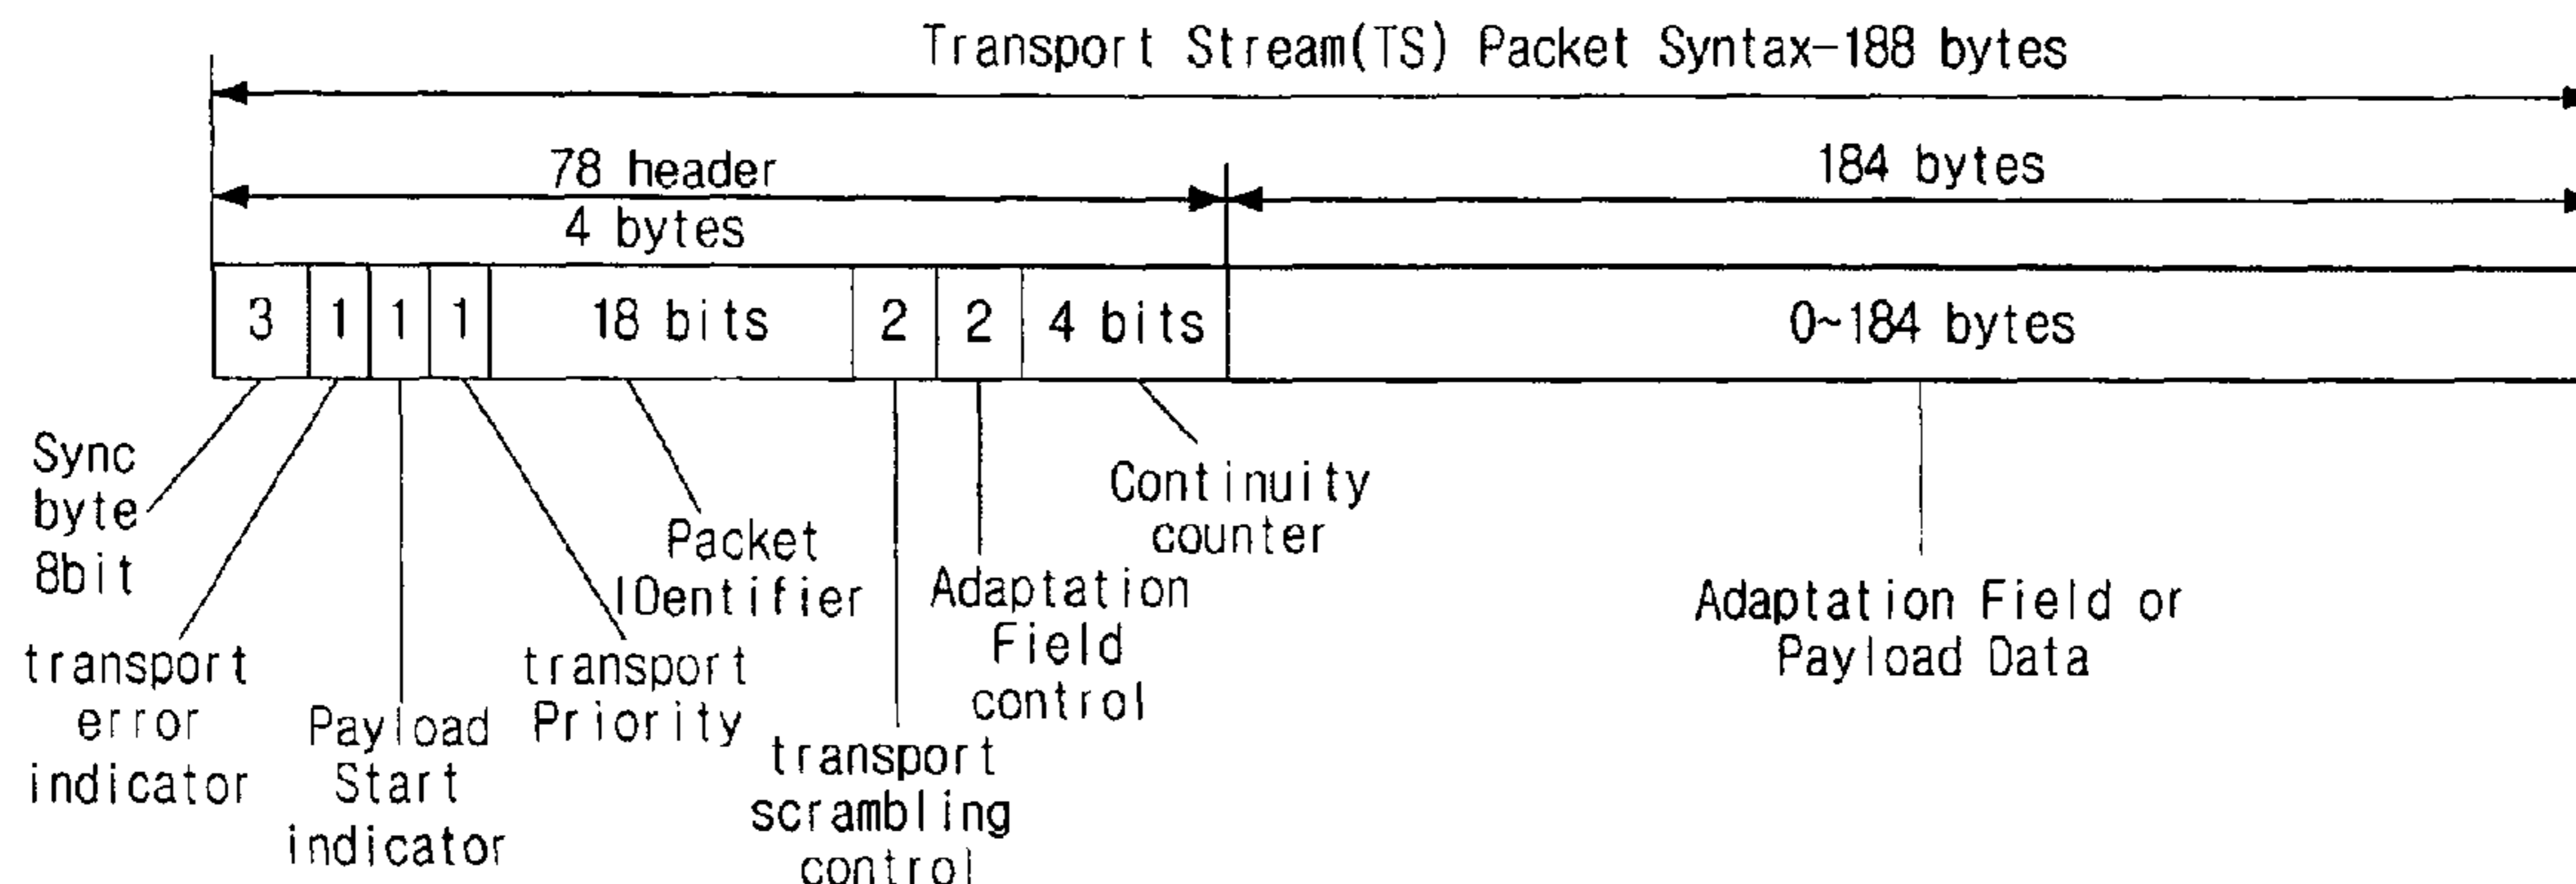 Transport Stream(TS) Packet Syntax-188 bytes
78 header
4 bytes
184 bytes
3 1 1 1 18 bits 2 2 4 bits 0~184 bytes
Sync
byte
8bit
transport
error
indicator
Payload
Start
indicator
transport
Priority
Packet
IDentifier
transport
scrambling
control
Adaptation
Field
control
Continuity
counter
Adaptation Field or
Payload Data